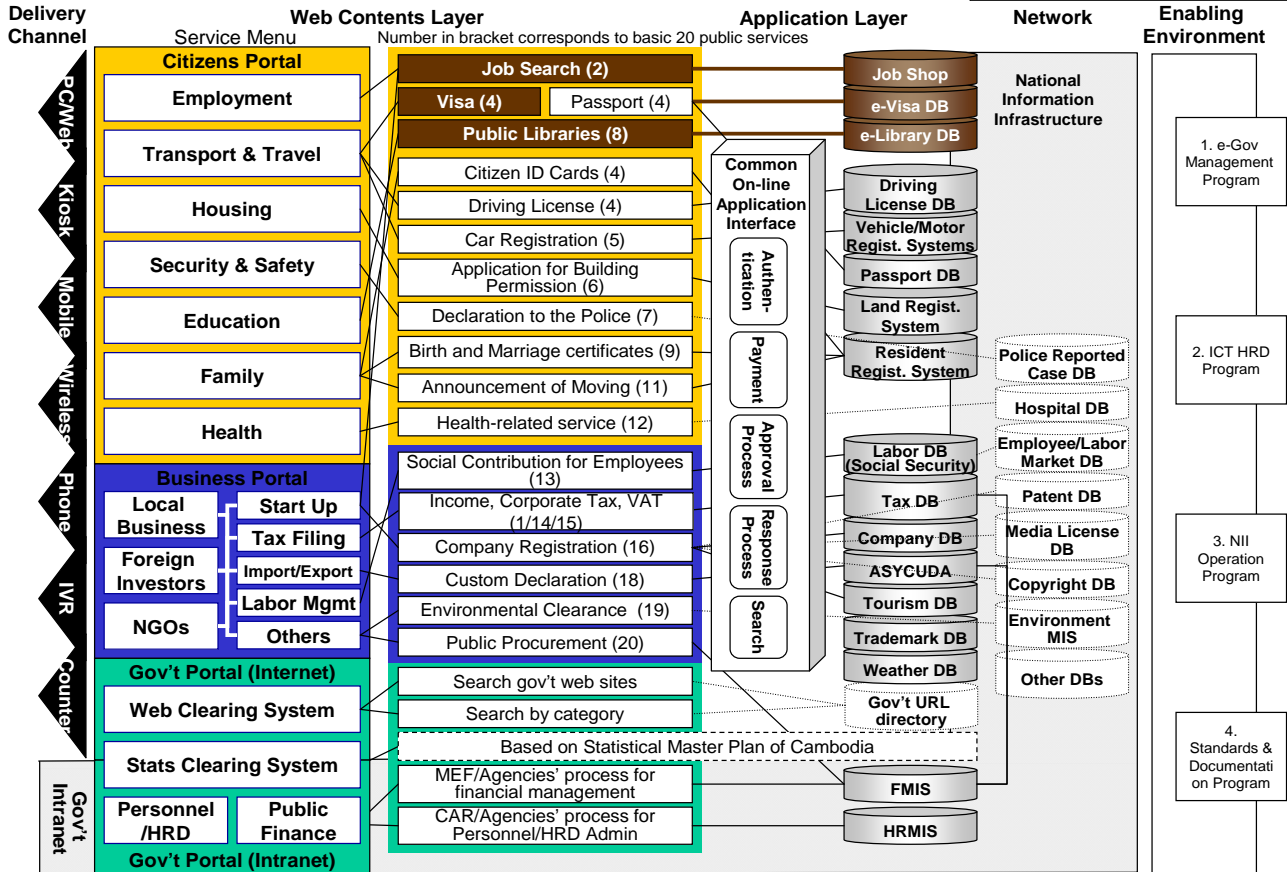 Delivery
Channel
Web Contents Layer
Application Layer
Network
Enabling
Environment
Service Menu
Number in bracket corresponds to basic 20 public services
PC/Web
Kiosk
Mobile
Wireless
Phone
IVR
Counter
Gov't
Intranet
Citizens Portal
Employment
Transport & Travel
Housing
Security & Safety
Education
Family
Health
Business Portal
Local
Business
Foreign
Investors
NGOs
Start Up
Tax Filing
Import/Export
Labor Mgmt
Others
Gov't Portal (Internet)
Web Clearing System
Stats Clearing System
Personnel
/HRD
Public
Finance
Gov't Portal (Intranet)
Job Search (2)
Visa (4)
Passport (4)
Public Libraries (8)
Citizen ID Cards (4)
Driving License (4)
Car Registration (5)
Application for Building
Permission (6)
Declaration to the Police (7)
Birth and Marriage certificates (9)
Announcement of Moving (11)
Health-related service (12)
Social Contribution for Employees
(13)
Income, Corporate Tax, VAT
(1/14/15)
Company Registration (16)
Custom Declaration (18)
Environmental Clearance (19)
Public Procurement (20)
Search gov't web sites
Search by category
Based on Statistical Master Plan of Cambodia
MEF/Agencies' process for
financial management
CAR/Agencies' process for
Personnel/HRD Admin
Common
On-line
Application
Interface
Authen-
tication
Payment
Approval
Process
Response
Process
Search
Job Shop
e-Visa DB
e-Library DB
Driving
License DB
Vehicle/Motor
Regist. Systems
Passport DB
Land Regist.
System
Resident
Regist. System
Labor DB
(Social Security)
Tax DB
Company DB
ASYCUDA
Tourism DB
Trademark DB
Weather DB
Gov't URL
directory
FMIS
HRMIS
National
Information
Infrastructure
Police Reported
Case DB
Hospital DB
Employee/Labor
Market DB
Patent DB
Media License
DB
Copyright DB
Environment
MIS
Other DBs
1. e-Gov
Management
Program
2. ICT HRD
Program
3. NII
Operation
Program
4.
Standards &
Documentati
on Program